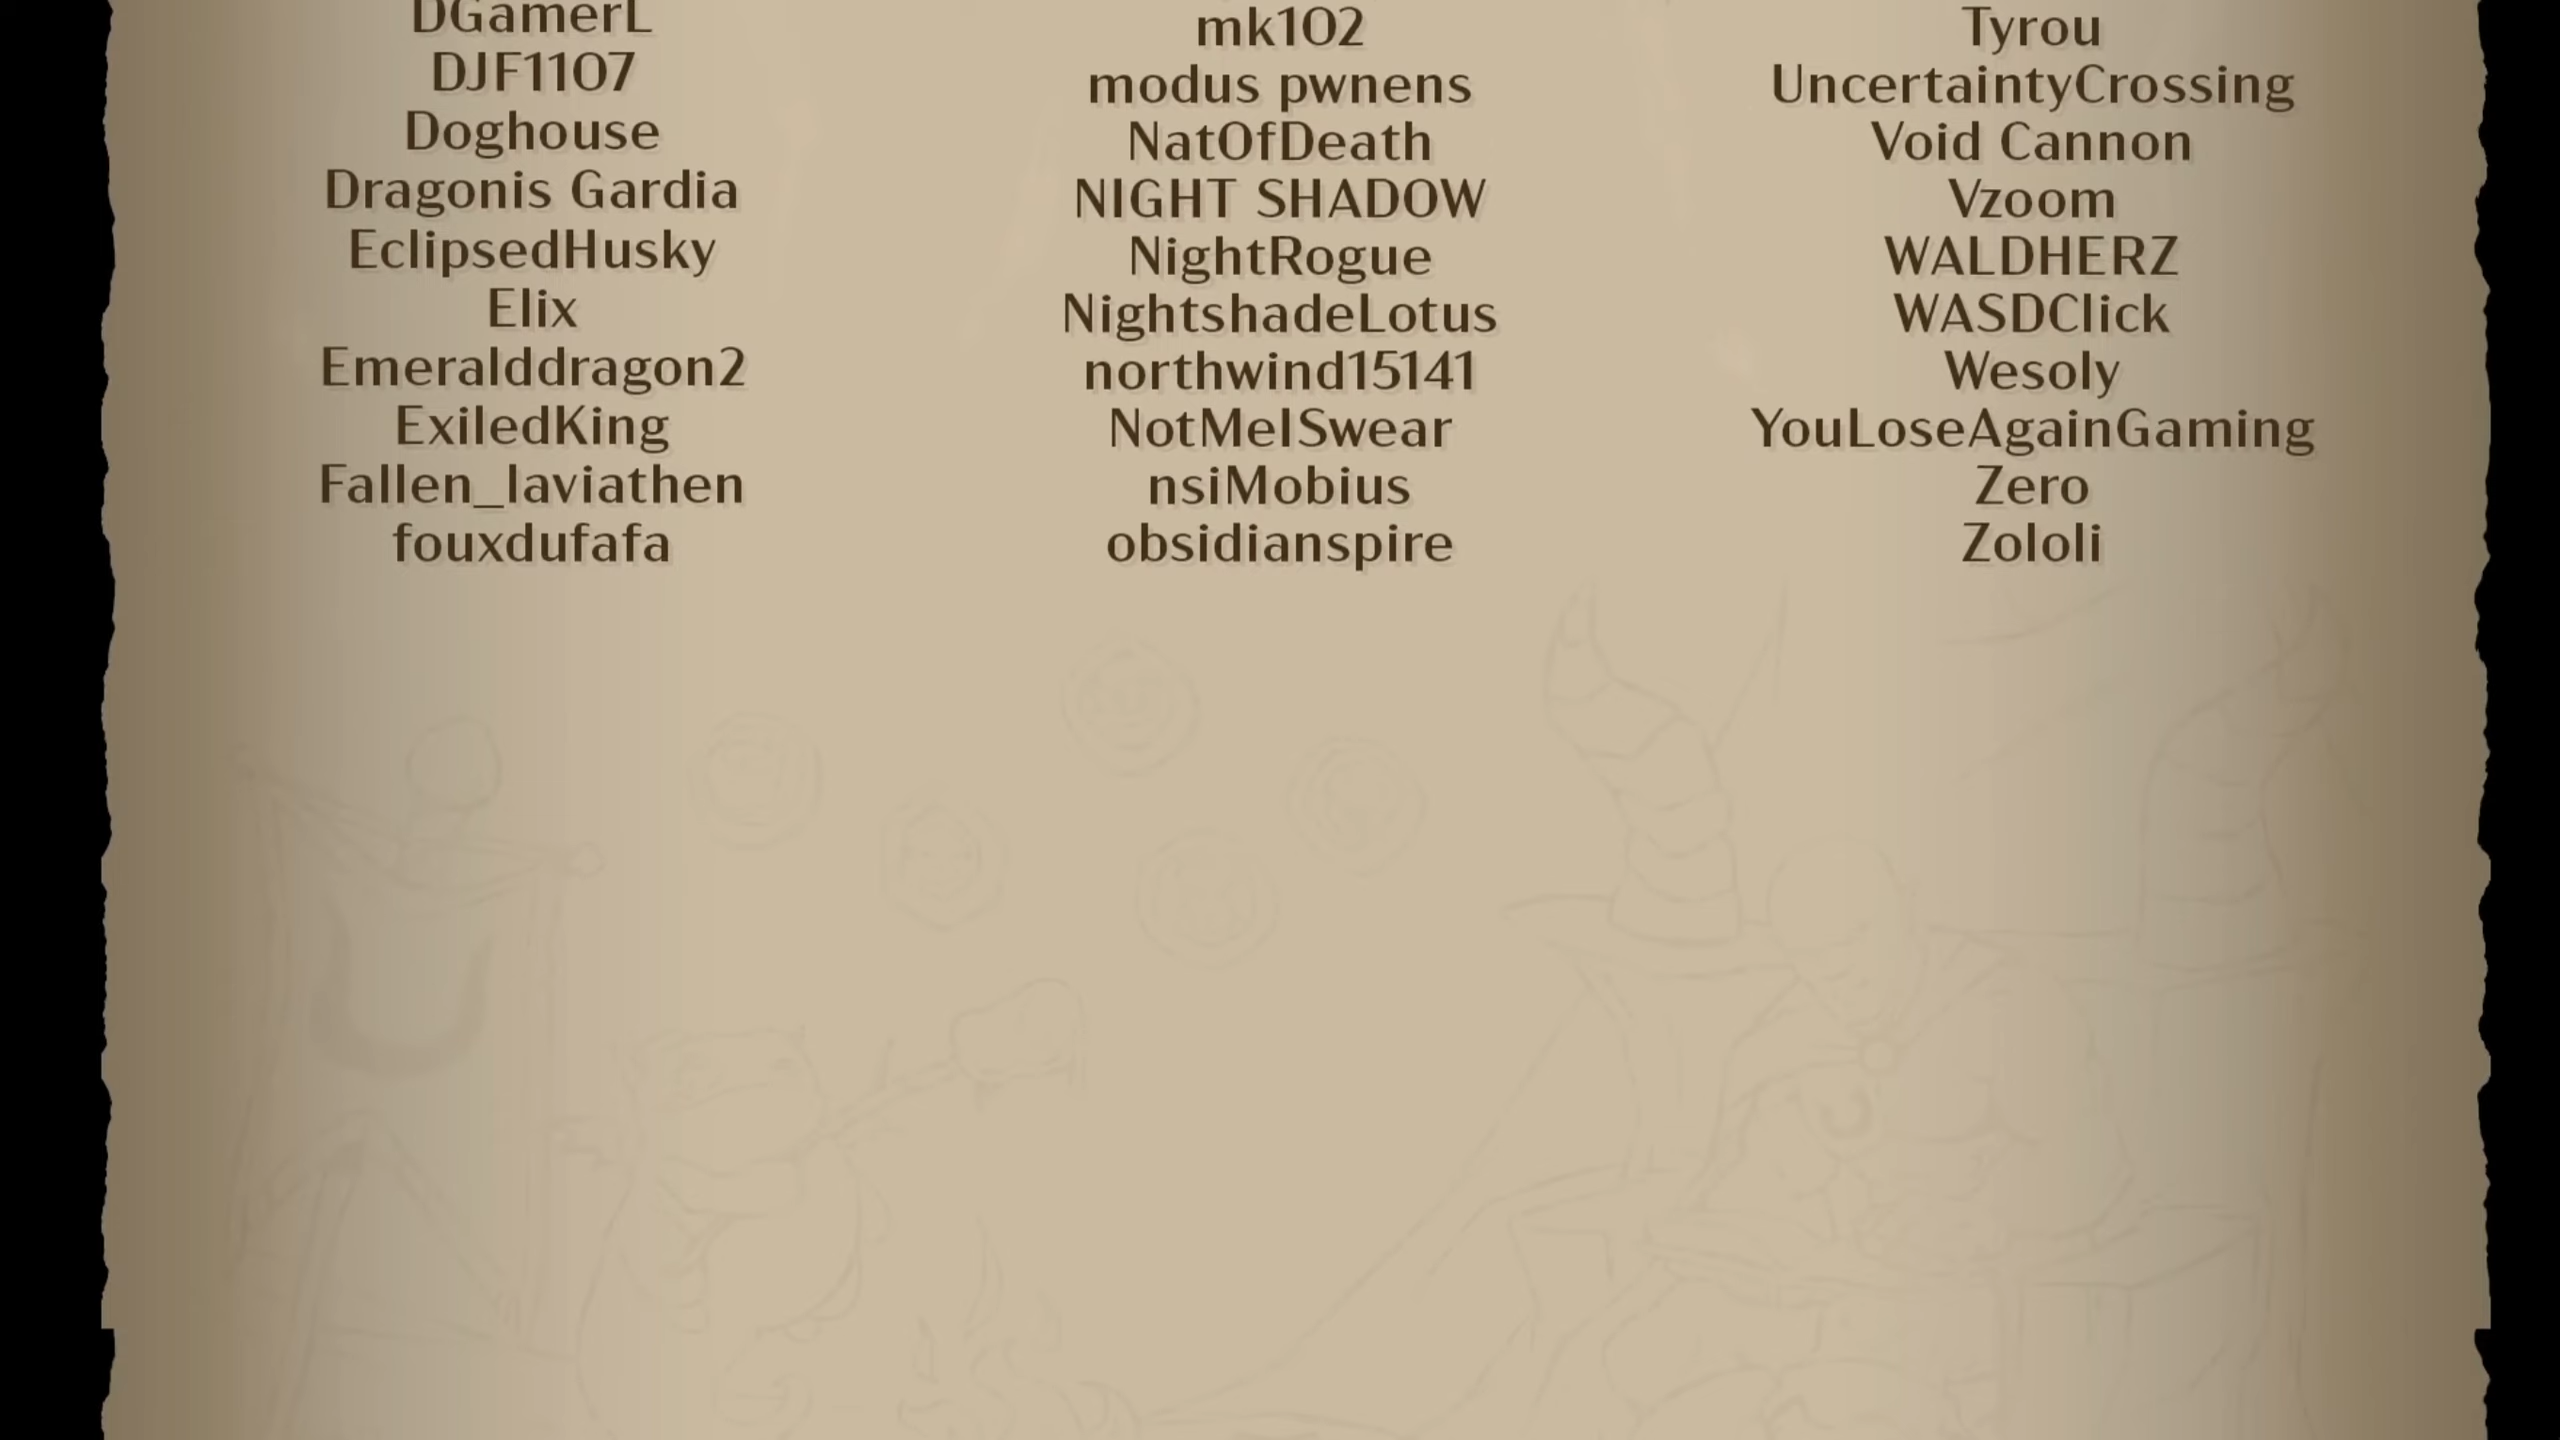 DGamerL
DJF1107
Doghouse
Dragonis Gardia
EclipsedHusky
Elix
Emeralddragon2
ExiledKing
Fallen_laviathen
fouxdufafa
mk102
modus pwnens
NatOfDeath
NIGHT SHADOW
NightRogue
NightshadeLotus
northwind15141
NotMeISwear
nsiMobius
obsidianspire
Tyrou
UncertaintyCrossing
Void Cannon
Vzoom
WALDHERZ
WASDClick
Wesoly
YouLoseAgainGaming
Zero
Zololi